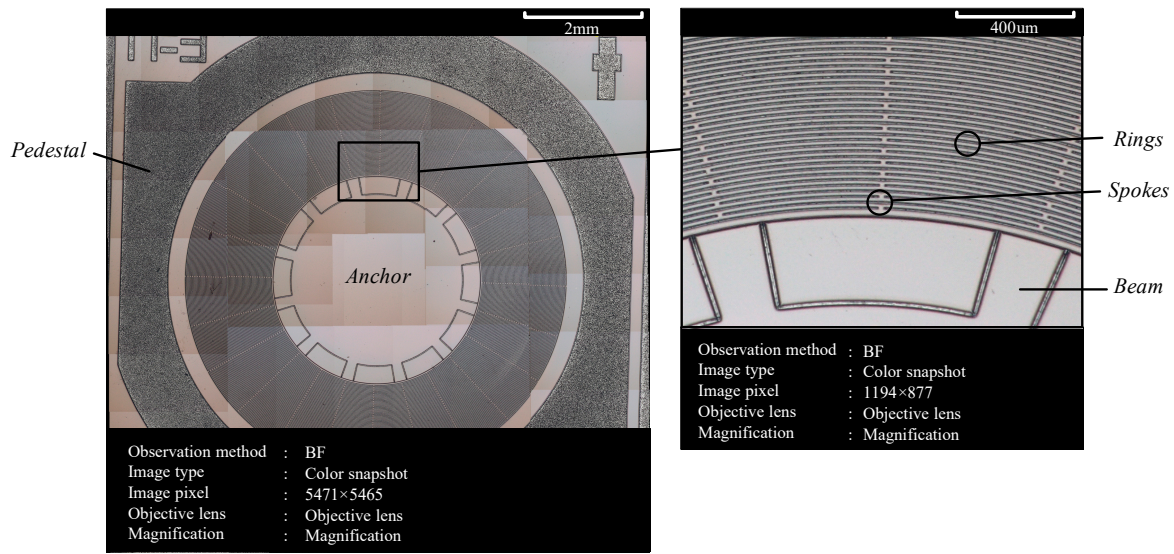 2mm
400um
Pedestal
Anchor
Rings
Spokes
Beam
Observation method : BF
Image type : Color snapshot
Image pixel : 5471×5465
Objective lens : Objective lens
Magnification : Magnification
Observation method : BF
Image type : Color snapshot
Image pixel : 1194×877
Objective lens : Objective lens
Magnification : Magnification